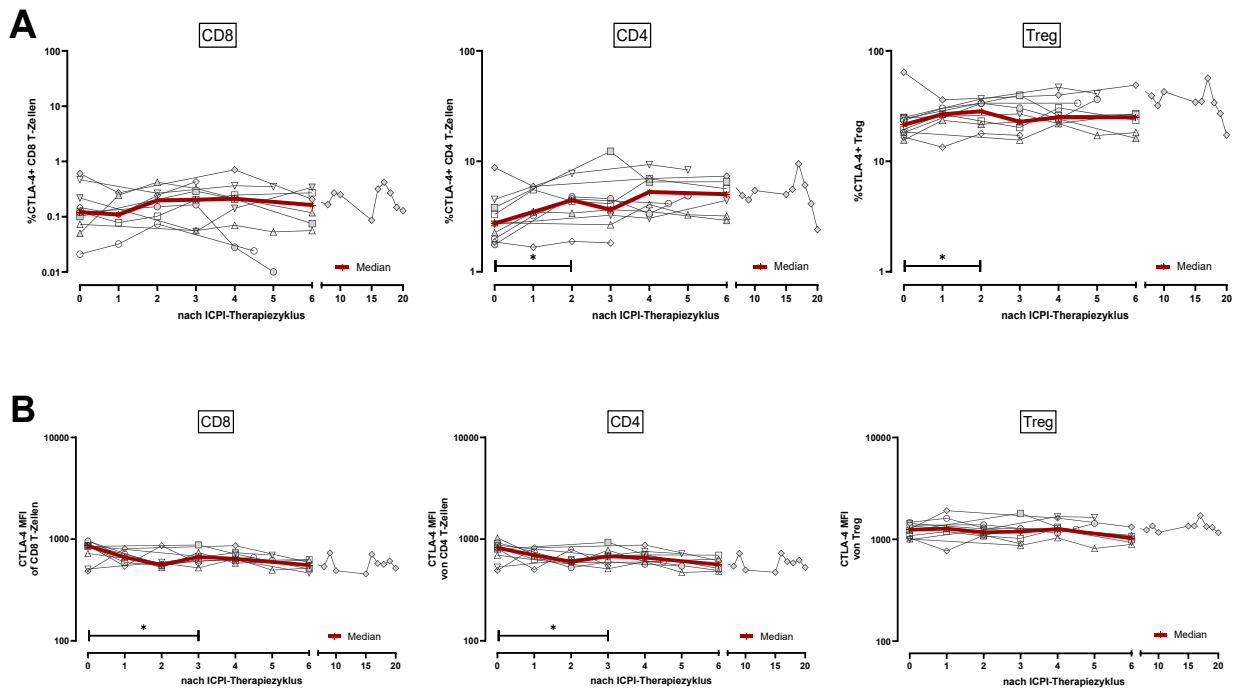 A
CD8
%CTLA-4+ CD8 T-Zellen
100
10
1
0.1
0.01
Median
0 1 2 3 4 5 6 10 15 20
nach ICPI-Therapiezyklus
CD4
%CTLA-4+ CD4 T-Zellen
100
10
1
*
Median
0 1 2 3 4 5 6 10 15 20
nach ICPI-Therapiezyklus
Treg
%CTLA-4+ Treg
100
10
1
*
Median
0 1 2 3 4 5 6 10 15 20
nach ICPI-Therapiezyklus
B
CD8
CTLA-4 MFI
of CD8 T-Zellen
10000
1000
100
*
Median
0 1 2 3 4 5 6 10 15 20
nach ICPI-Therapiezyklus
CD4
CTLA-4 MFI
von CD4 T-Zellen
10000
1000
100
*
Median
0 1 2 3 4 5 6 10 15 20
nach ICPI-Therapiezyklus
Treg
CTLA-4 MFI
von Treg
10000
1000
100
Median
0 1 2 3 4 5 6 10 15 20
nach ICPI-Therapiezyklus